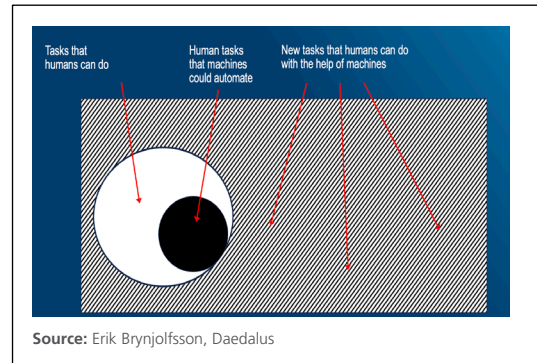 Tasks that
humans can do
Human tasks
that machines
could automate
New tasks that humans can do
with the help of machines
Source: Erik Brynjolfsson, Daedalus